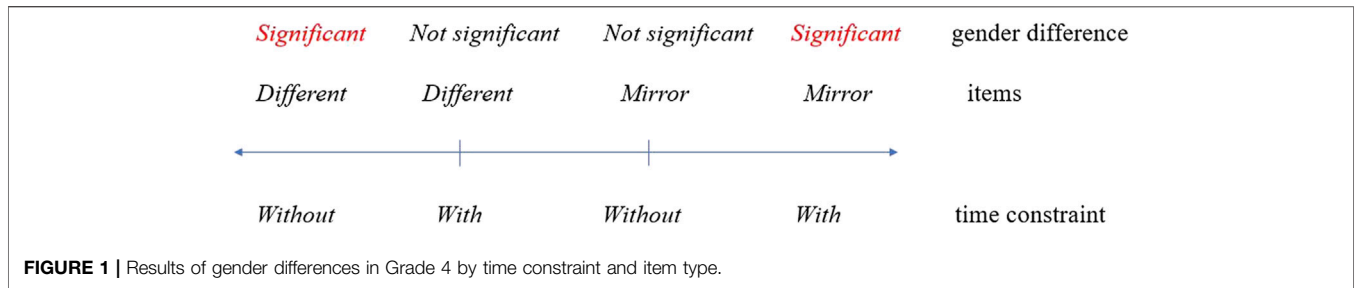 Significant Not significant Not significant Significant gender difference
Different Different Mirror Mirror items
Without With Without With time constraint
FIGURE 1 | Results of gender differences in Grade 4 by time constraint and item type.